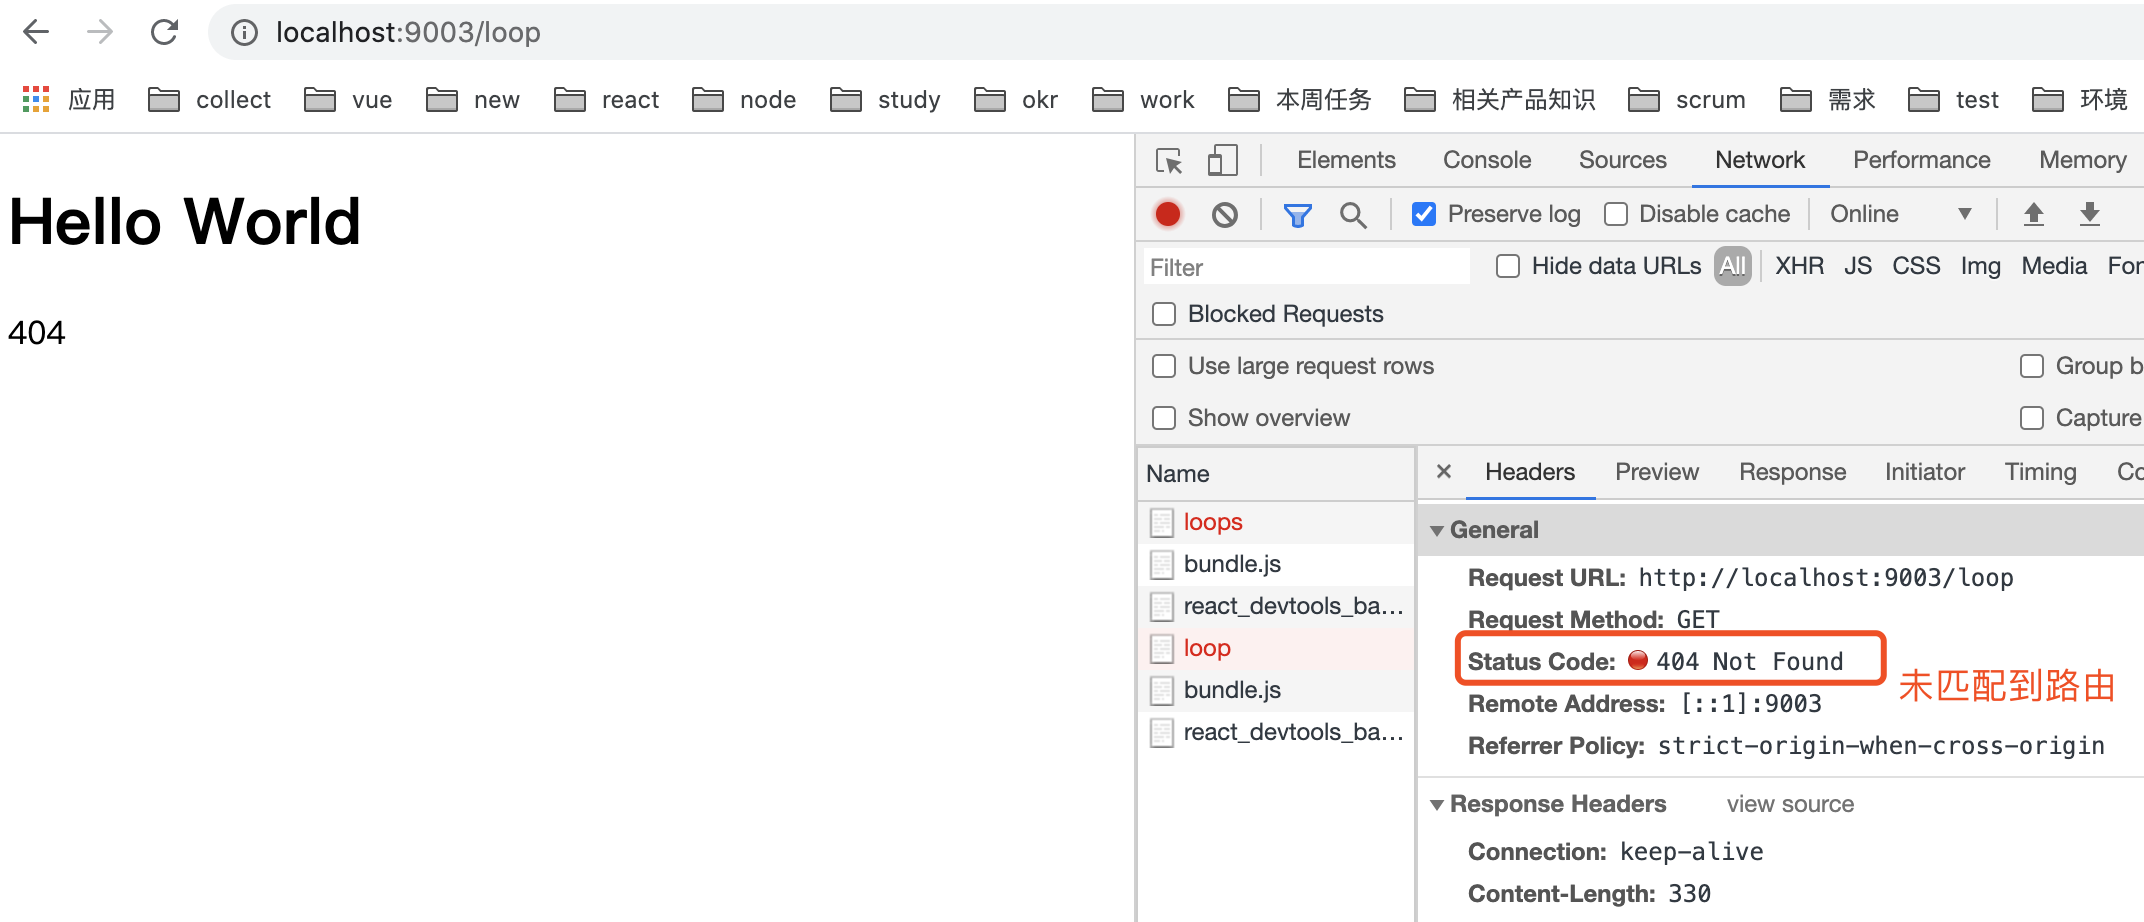 localhost:9003/loop
应用 collect vue new react node study okr work 本周任务 相关产品知识 scrum 需求 test 环境
Hello World
404
Elements Console Sources Network Performance Memory
Preserve log Disable cache Online
Filter Hide data URLs All XHR JS CSS Img Media For
Blocked Requests
Use large request rows Group b
Show overview Capture
Name
loops
bundle.js
react_devtools_ba...
loop
bundle.js
react_devtools_ba...
× Headers Preview Response Initiator Timing Co
General
Request URL: http://localhost:9003/loop
Request Method: GET
Status Code: 404 Not Found
未匹配到路由
Remote Address: [::1]:9003
Referrer Policy: strict-origin-when-cross-origin
Response Headers view source
Connection: keep-alive
Content-Length: 330